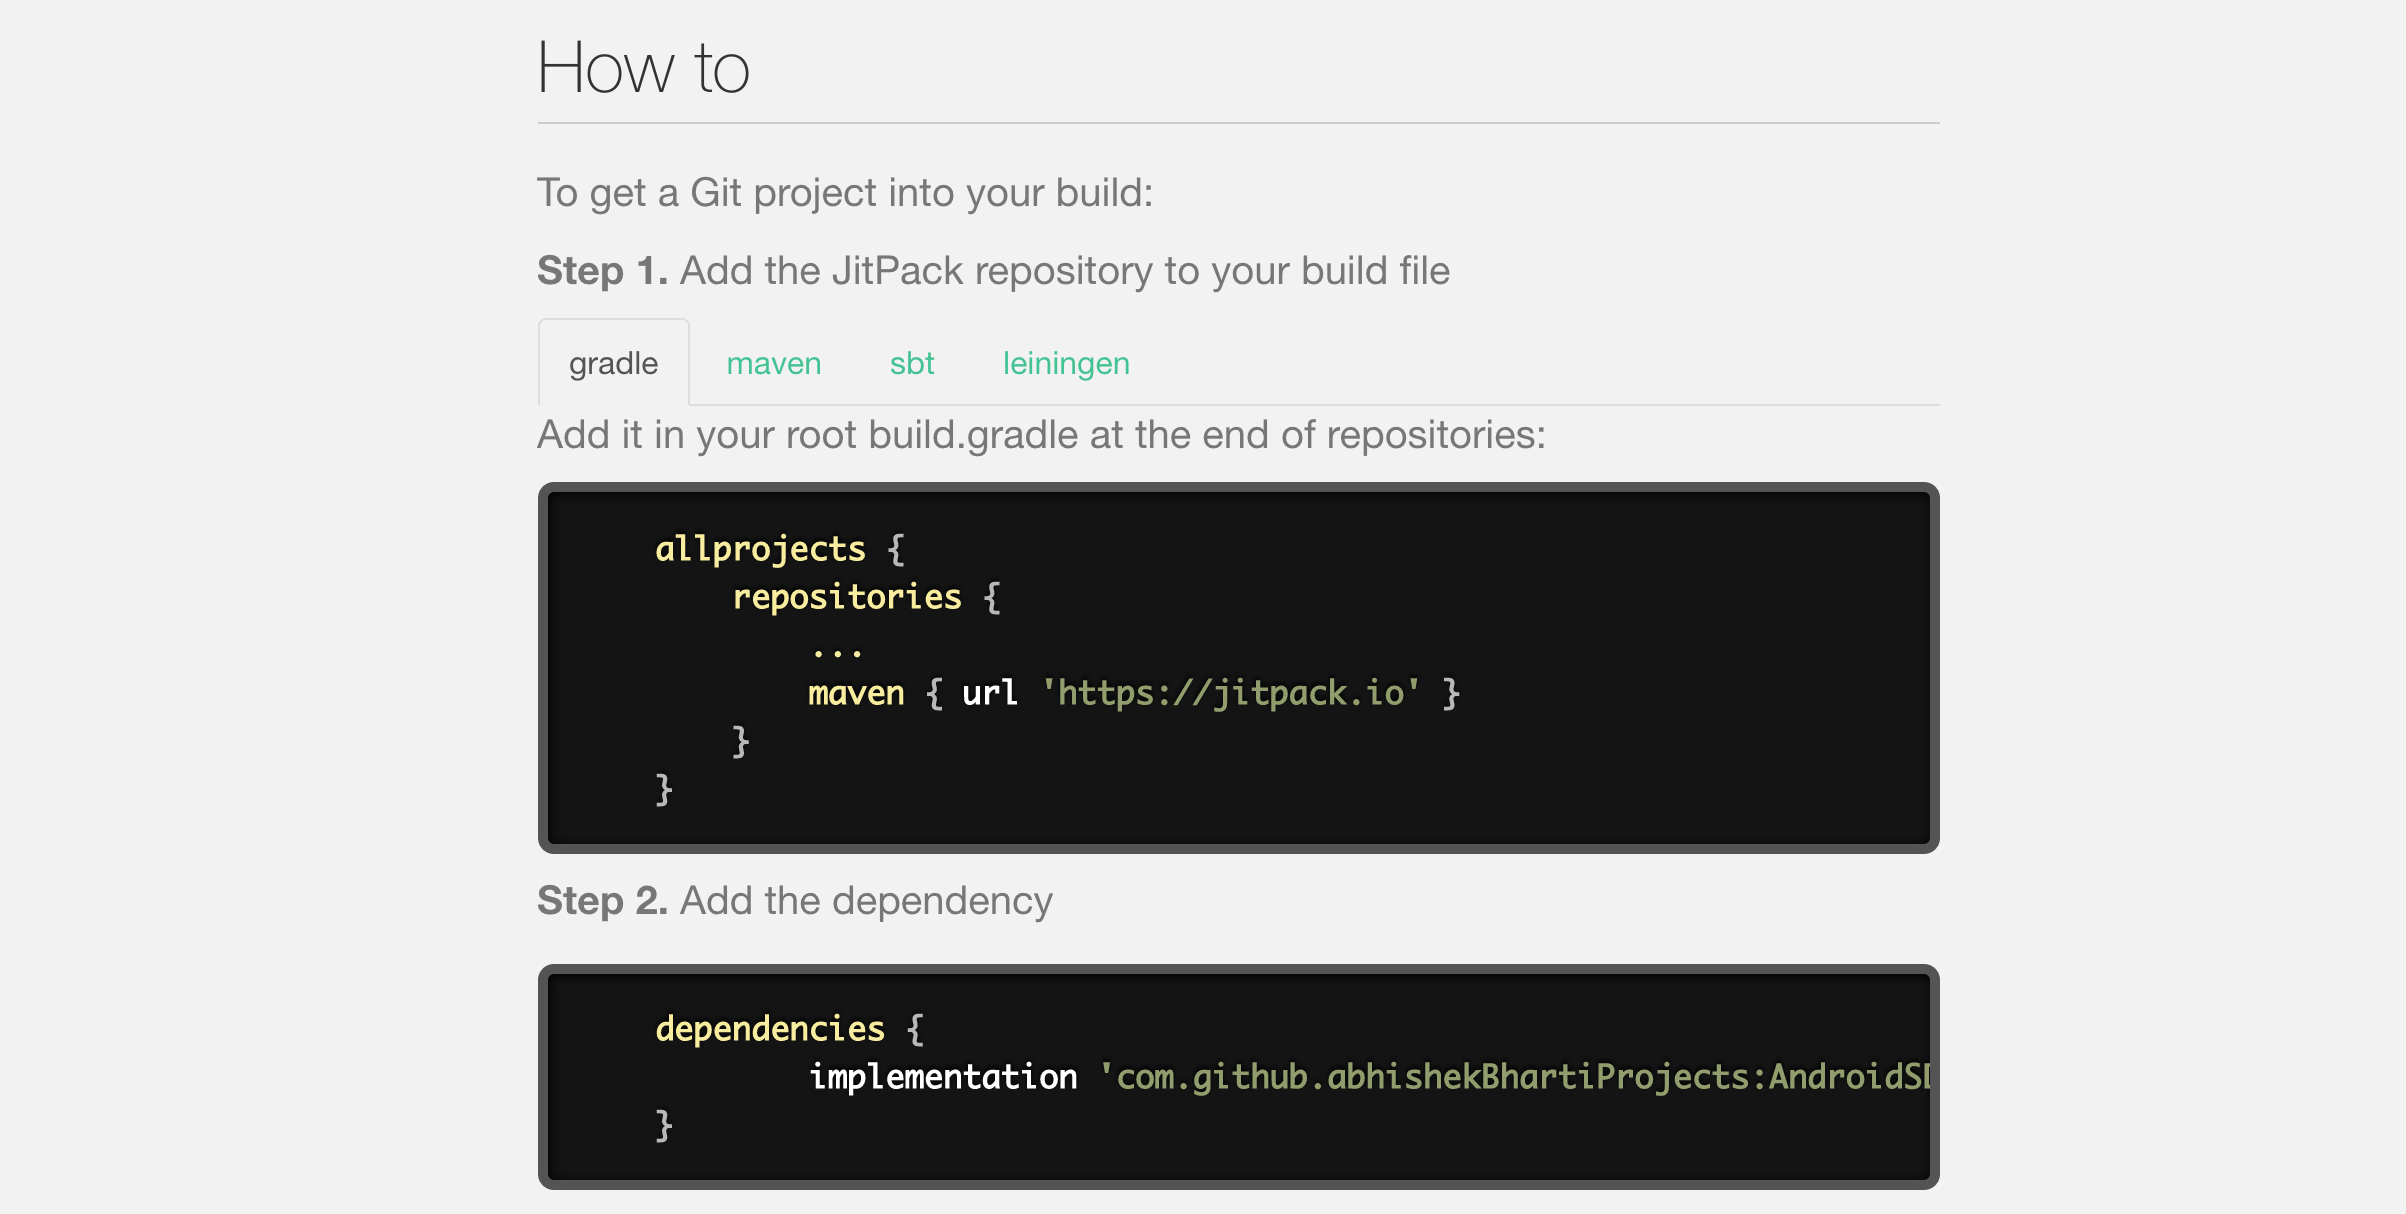 How to
To get a Git project into your build:
Step 1. Add the JitPack repository to your build file
gradle maven sbt leiningen
Add it in your root build.gradle at the end of repositories:
allprojects {
repositories {
...
maven { url 'https://jitpack.io' }
}
}
Step 2. Add the dependency
dependencies {
implementation 'com.github.abhishekBhartiProjects:AndroidSD
}